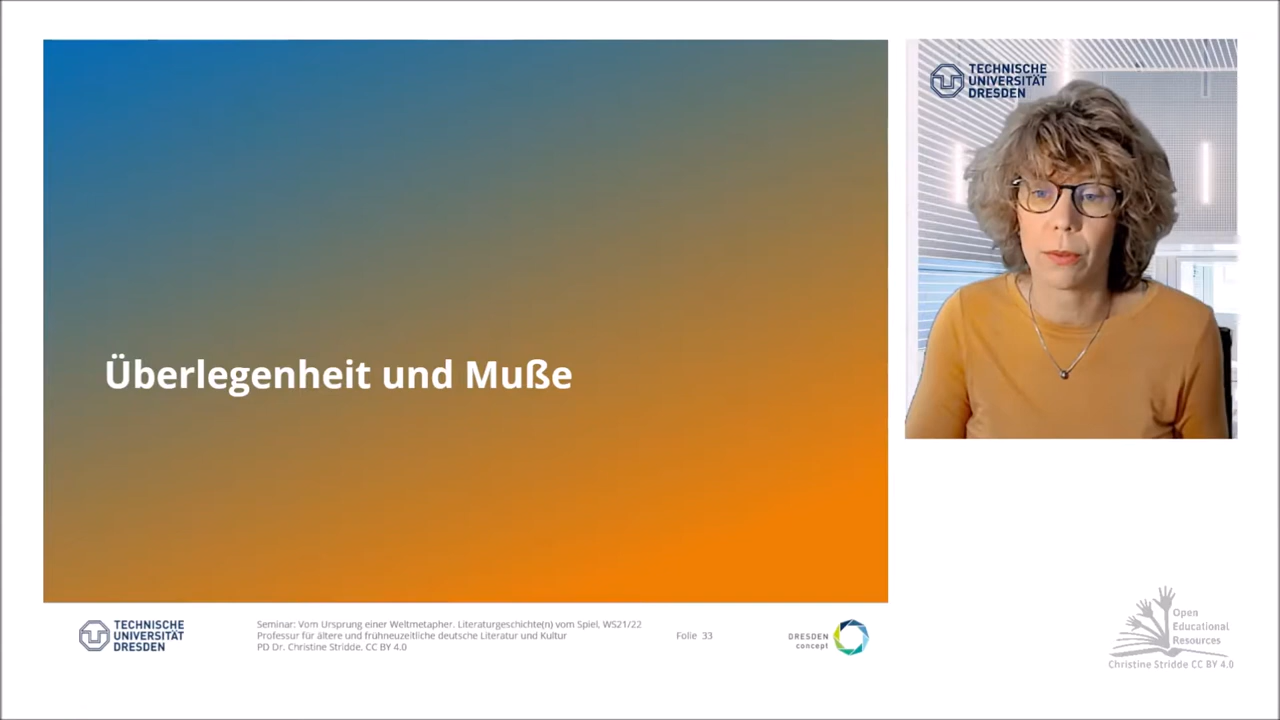 Überlegenheit und Muße
TECHNISCHE
UNIVERSITÄT
DRESDEN
TECHNISCHE
UNIVERSITÄT
DRESDEN
Seminar: Vom Ursprung einer Weltmetapher. Literaturgeschichte(n) vom Spiel, WS21/22
Professur für ältere und frühneuzeitliche deutsche Literatur und Kultur
PD Dr. Christine Stridde. CC BY 4.0
Folie 33
DRESDEN
concept
Open
Educational
Resources
Christine Stridde CC BY 4.0